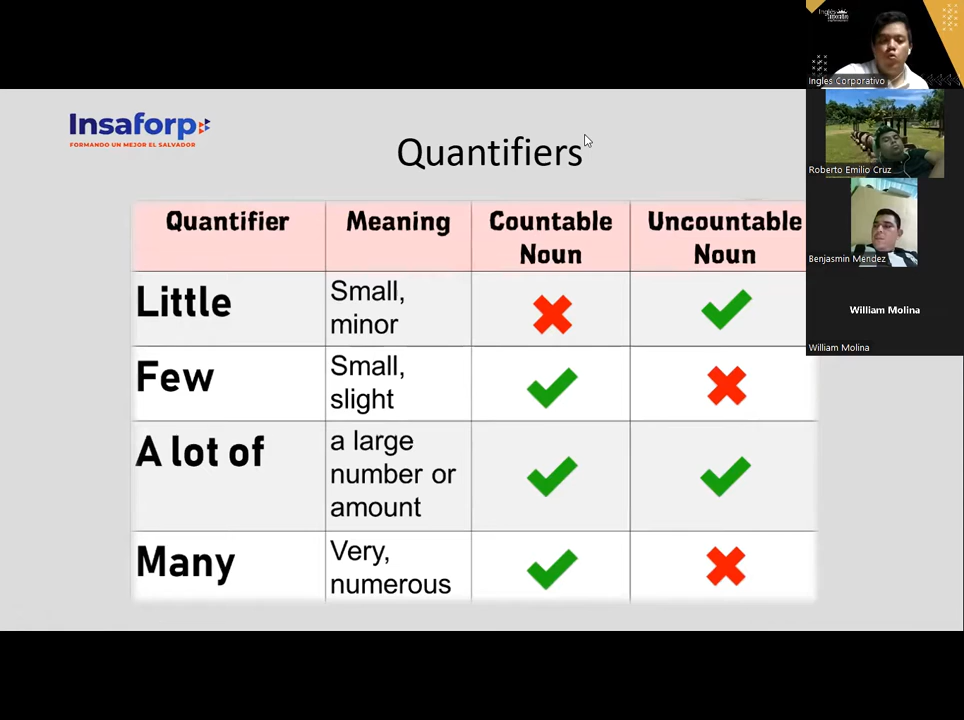 Inglés
Corporativo
Ingles Corporativo
Insaforp
FORMANDO UN MEJOR EL SALVADOR
Quantifiers
Roberto Emilio Cruz
Benjasmin Mendez
William Molina
William Molina
Quantifier Meaning Countable Noun Uncountable Noun
Little Small, minor
Few Small, slight
A lot of a large number or amount
Many Very, numerous